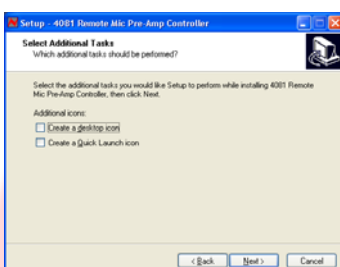 Setup - 4081 Remote Mic Pre-Amp Controller
Select Additional Tasks
Which additional tasks should be performed?
Select the additional tasks you would like Setup to perform while installing 4081 Remote
Mic Pre-Amp Controller, then click Next.
Additional icons:
Create a desktop icon
Create a Quick Launch icon
< Back
Next >
Cancel